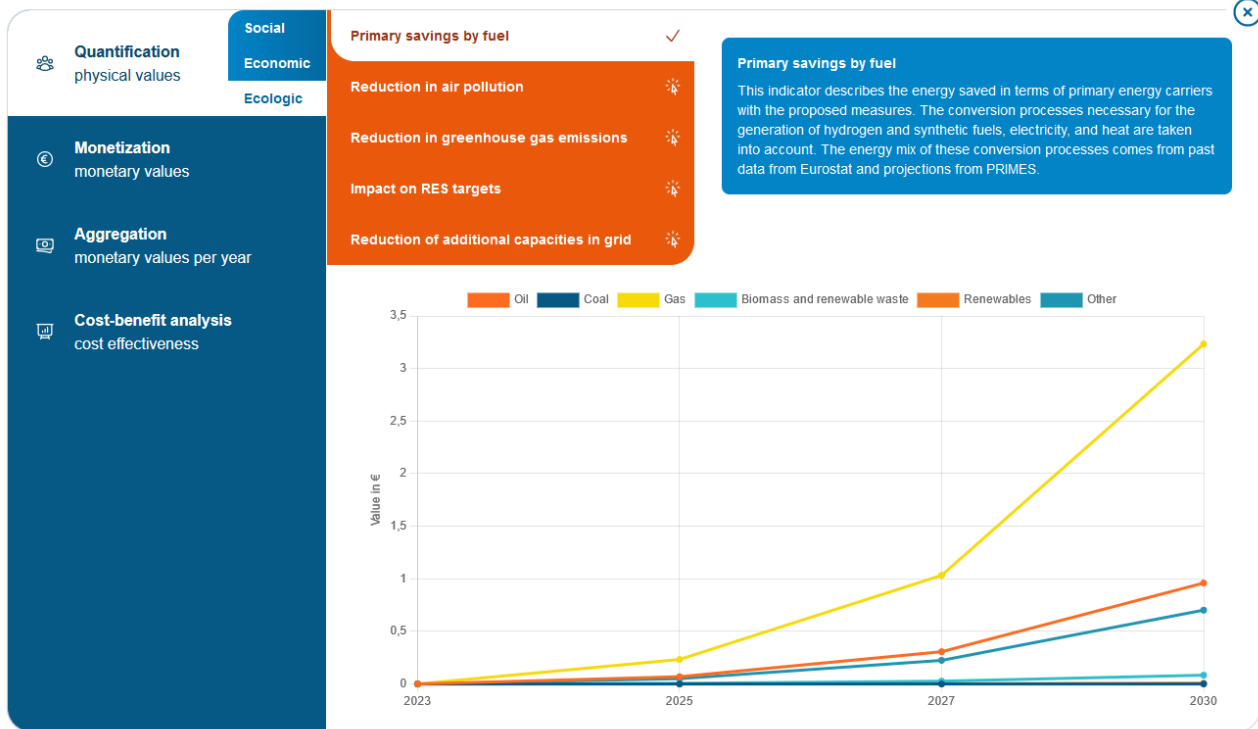 Quantification
physical values
Monetization
monetary values
Aggregation
monetary values per year
Cost-benefit analysis
cost effectiveness
Social
Economic
Ecologic
Primary savings by fuel
Reduction in air pollution
Reduction in greenhouse gas emissions
Impact on RES targets
Reduction of additional capacities in grid
Primary savings by fuel
This indicator describes the energy saved in terms of primary energy carriers
with the proposed measures. The conversion processes necessary for the
generation of hydrogen and synthetic fuels, electricity, and heat are taken
into account. The energy mix of these conversion processes comes from past
data from Eurostat and projections from PRIMES.
Oil Coal Gas Biomass and renewable waste Renewables Other
Value in €
3,5
3
2,5
2
1,5
1
0,5
0
2023 2025 2027 2030